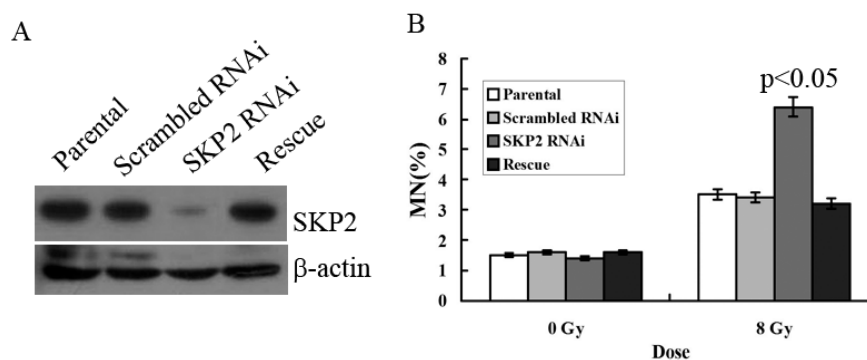 A
Parental
Scrambled RNAi
SKP2 RNAi
Rescue
SKP2
β-actin
B
MN(%)
8
7
6
5
4
3
2
1
0
Parental
Scrambled RNAi
SKP2 RNAi
Rescue
p<0.05
0 Gy
8 Gy
Dose